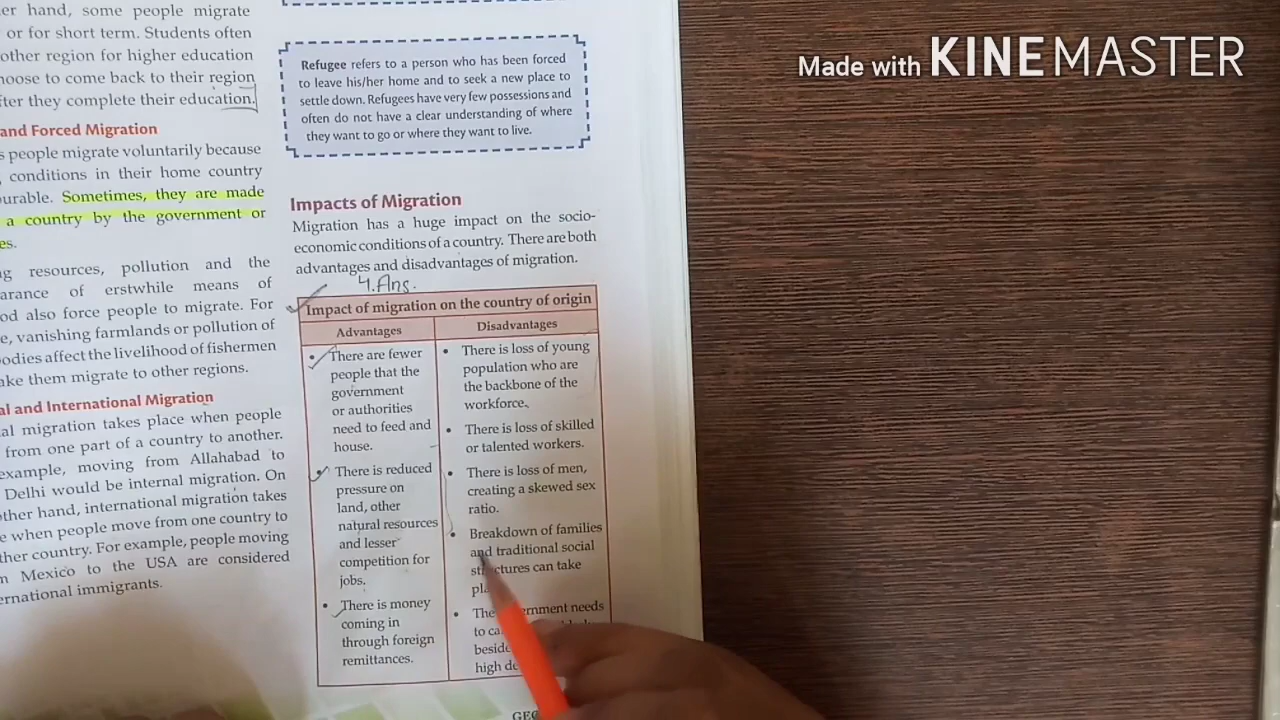 er hand, some people migrate
or for short term. Students often
other region for higher education
hoose to come back to their region
fter they complete their education.
and Forced Migration
s people migrate voluntarily because
conditions in their home country
ourable. Sometimes, they are made
a country by the government or
es.
ng resources, pollution and the
arance of erstwhile means of
od also force people to migrate. For
e, vanishing farmlands or pollution of
odies affect the livelihood of fishermen
ake them migrate to other regions.
al and International Migration
al migration takes place when people
from one part of a country to another.
example, moving from Allahabad to
Delhi would be internal migration. On
other hand, international migration takes
e when people move from one country to
ther country. For example, people moving
n Mexico to the USA are considered
ernational immigrants.
Refugee refers to a person who has been forced
to leave his/her home and to seek a new place to
settle down. Refugees have very few possessions and
often do not have a clear understanding of where
they want to go or where they want to live.
Impacts of Migration
Migration has a huge impact on the socio-
economic conditions of a country. There are both
advantages and disadvantages of migration.
4.Ans.
Impact of migration on the country of origin
Advantages
• There are fewer
people that the
government
or authorities
need to feed and
house.
• There is reduced
pressure on
land, other
natural resources
and lesser
competition for
jobs.
• There is money
coming in
through foreign
remittances.
Disadvantages
• There is loss of young
population who are
the backbone of the
workforce.
• There is loss of skilled
or talented workers.
• There is loss of men,
creating a skewed sex
ratio.
• Breakdown of families
and traditional social
structures can take
pla
• The government needs
to ca
besid
high de
GEO
Made with KINEMASTER